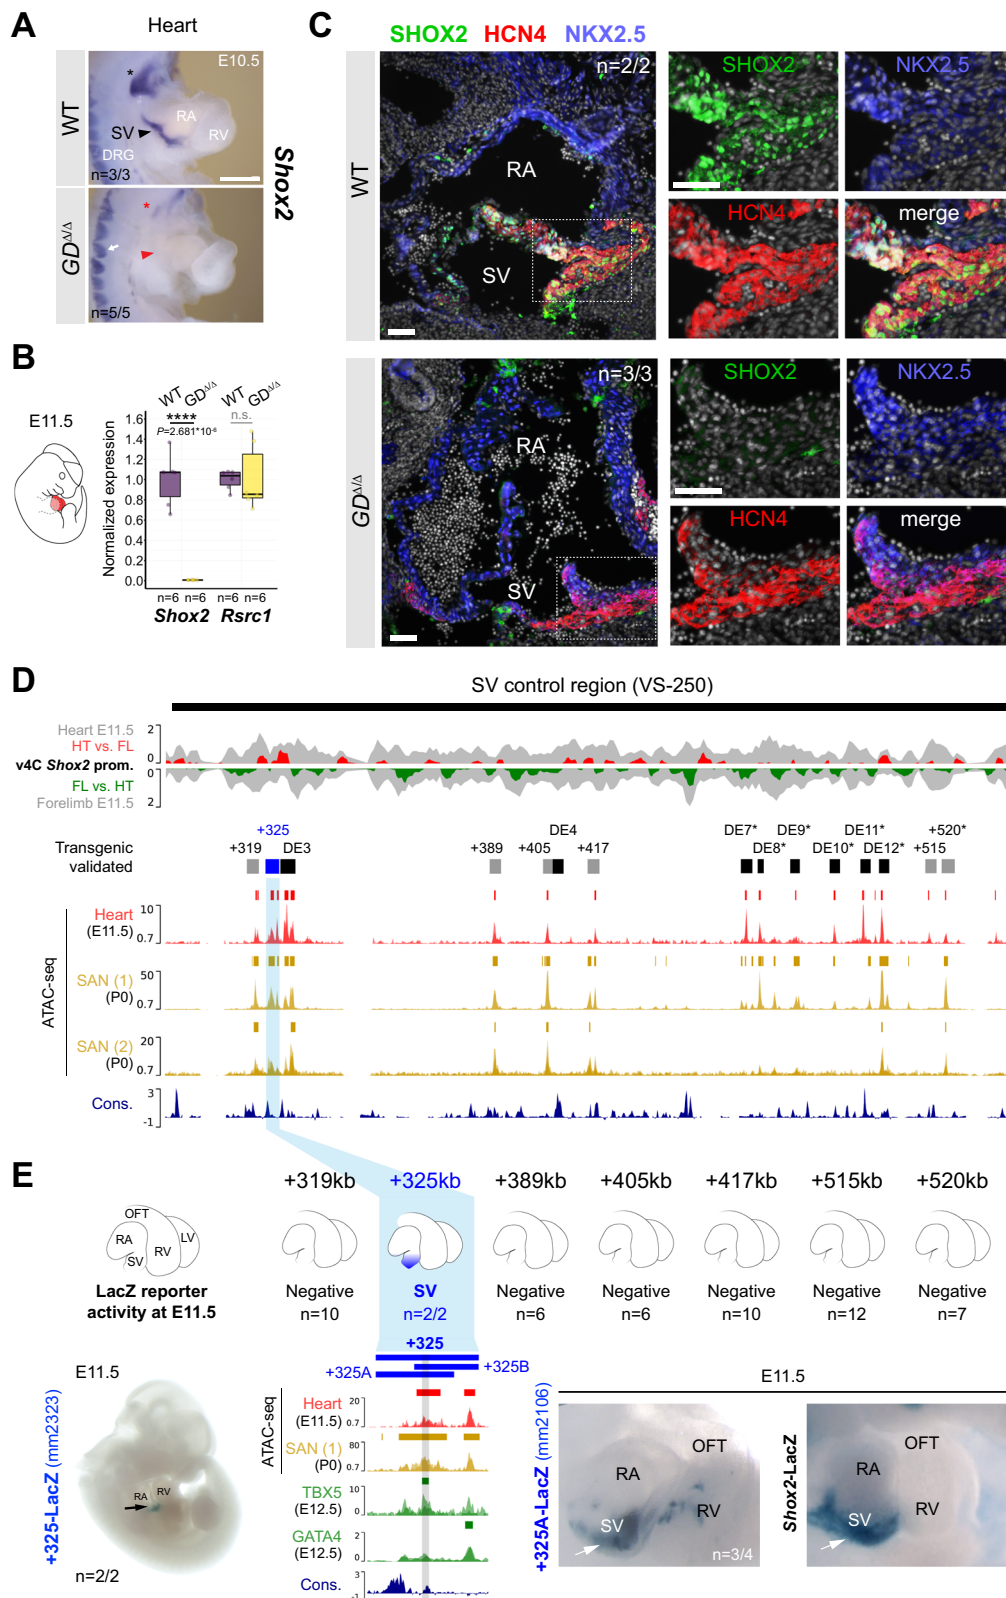 A
Heart
WT
E10.5
*
RA
RV
SV
DRG
n=3/3
Shox2
GDΔ/Δ
*
n=5/5
B
E11.5
WT GDΔ/Δ WT GDΔ/Δ
**** n.s.
P=2.681*10-6
Normalized expression
1.6
1.4
1.2
1.0
0.8
0.6
0.4
0.2
0.0
n=6 n=6 n=6 n=6
Shox2 Rsrc1
C
SHOX2 HCN4 NKX2.5
WT
n=2/2
RA
SV
SHOX2
NKX2.5
HCN4
merge
GDΔ/Δ
n=3/3
RA
SV
SHOX2
NKX2.5
HCN4
merge
D
SV control region (VS-250)
Heart E11.5
HT vs. FL
v4C Shox2 prom.
FL vs. HT
Forelimb E11.5
2
0
0
2
Transgenic validated
+319
+325
DE3
+389
+405
DE4
+417
DE7*
DE8*
DE9*
DE10*
DE11*
DE12*
+515
+520*
ATAC-seq
Heart
(E11.5)
10
0.7
SAN (1)
(P0)
50
0.7
SAN (2)
(P0)
20
0.7
Cons.
3
-1
E
OFT
RA
LV
RV
SV
LacZ reporter
activity at E11.5
+319kb
Negative
n=10
+325kb
SV
n=2/2
+389kb
Negative
n=6
+405kb
Negative
n=6
+417kb
Negative
n=10
+515kb
Negative
n=12
+520kb
Negative
n=7
+325-LacZ (mm2323)
E11.5
RA
RV
n=2/2
+325
+325A
+325B
ATAC-seq
Heart
(E11.5)
20
0.7
SAN (1)
(P0)
80
0.7
TBX5
(E12.5)
10
0
GATA4
(E12.5)
2
0
Cons.
3
-1
E11.5
+325A-LacZ (mm2106)
OFT
RA
RV
SV
n=3/4
Shox2-LacZ
OFT
RA
SV
RV